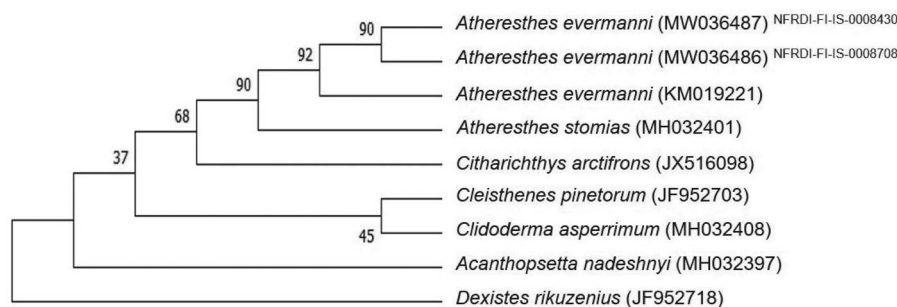 90
Atheresthes evermanni (MW036487) NFRDI-FI-IS-0008430
92
Atheresthes evermanni (MW036486) NFRDI-FI-IS-0008708
90
Atheresthes evermanni (KM019221)
68
Atheresthes stomias (MH032401)
37
Citharichthys arctifrons (JX516098)
Cleisthenes pinetorum (JF952703)
45
Clidoderma asperrimum (MH032408)
Acanthopsetta nadeshnyi (MH032397)
Dexistes rikuzenius (JF952718)